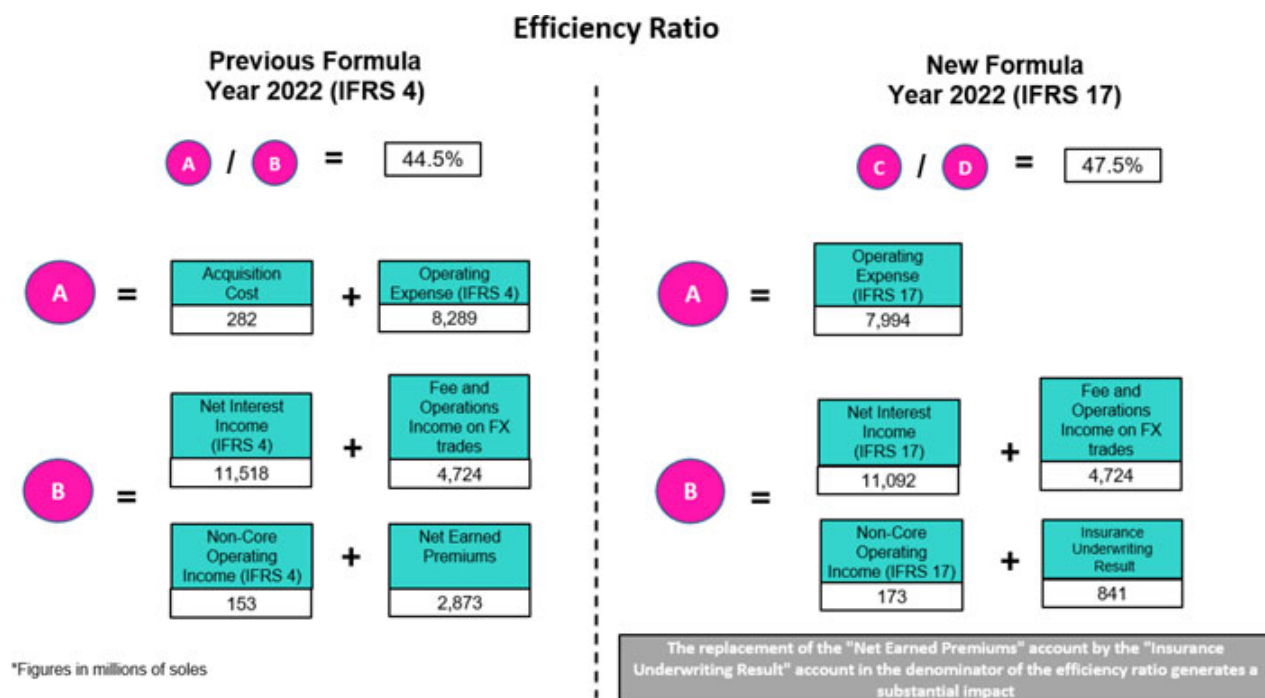 Efficiency Ratio
Previous Formula
Year 2022 (IFRS 4)
A / B = 44.5%
A = Acquisition
Cost
282
+
Operating
Expense (IFRS 4)
8,289
B =
Net Interest
Income
(IFRS 4)
11,518
+
Fee and
Operations
Income on FX
trades
4,724
Non-Core
Operating
Income (IFRS 4)
153
+
Net Earned
Premiums
2,873
*Figures in millions of soles
New Formula
Year 2022 (IFRS 17)
C / D = 47.5%
A =
Operating
Expense
(IFRS 17)
7,994
B =
Net Interest
Income
(IFRS 17)
11,092
+
Fee and
Operations
Income on FX
trades
4,724
Non-Core
Operating
Income (IFRS 17)
173
+
Insurance
Underwriting
Result
841
The replacement of the "Net Earned Premiums" account by the "Insurance
Underwriting Result" account in the denominator of the efficiency ratio generates a
substantial impact